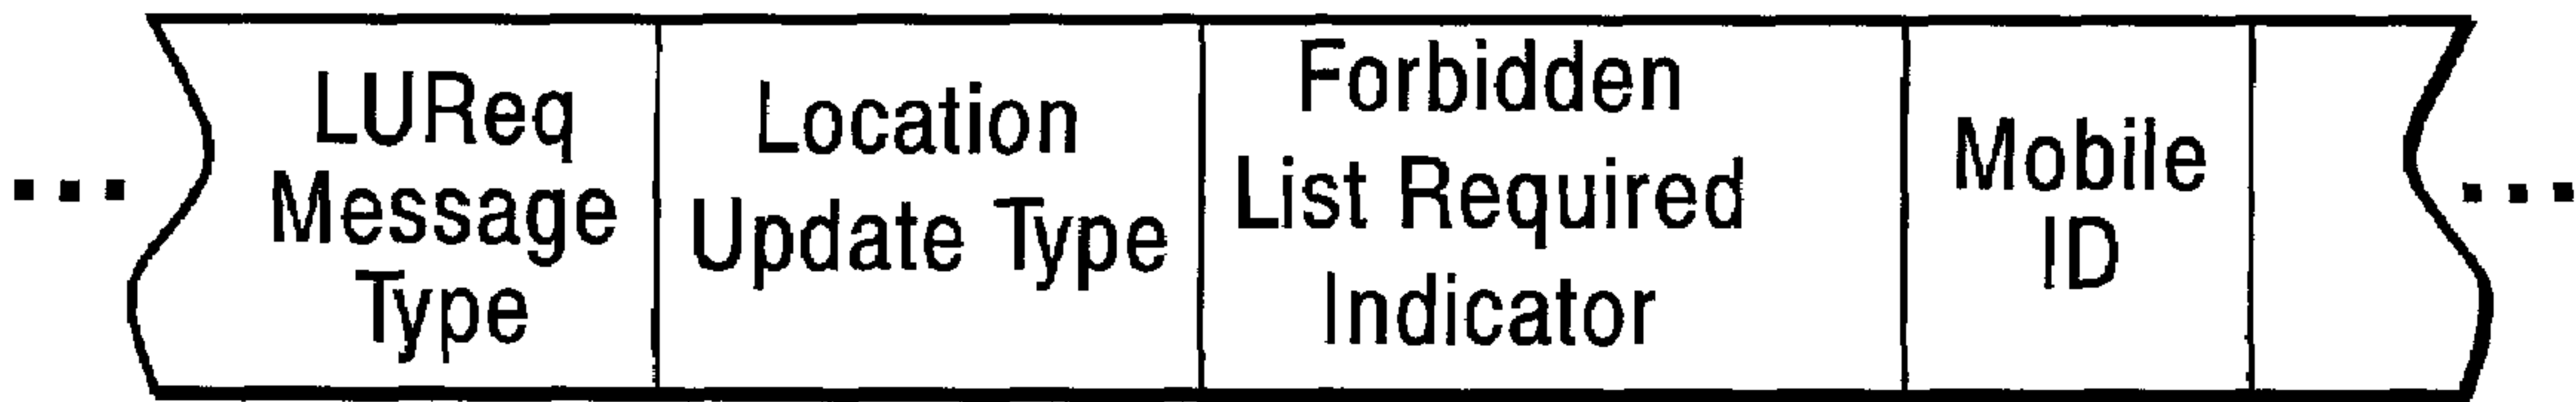 LUReq
Message
Type
Location
Update Type
Forbidden
List Required
Indicator
Mobile
ID